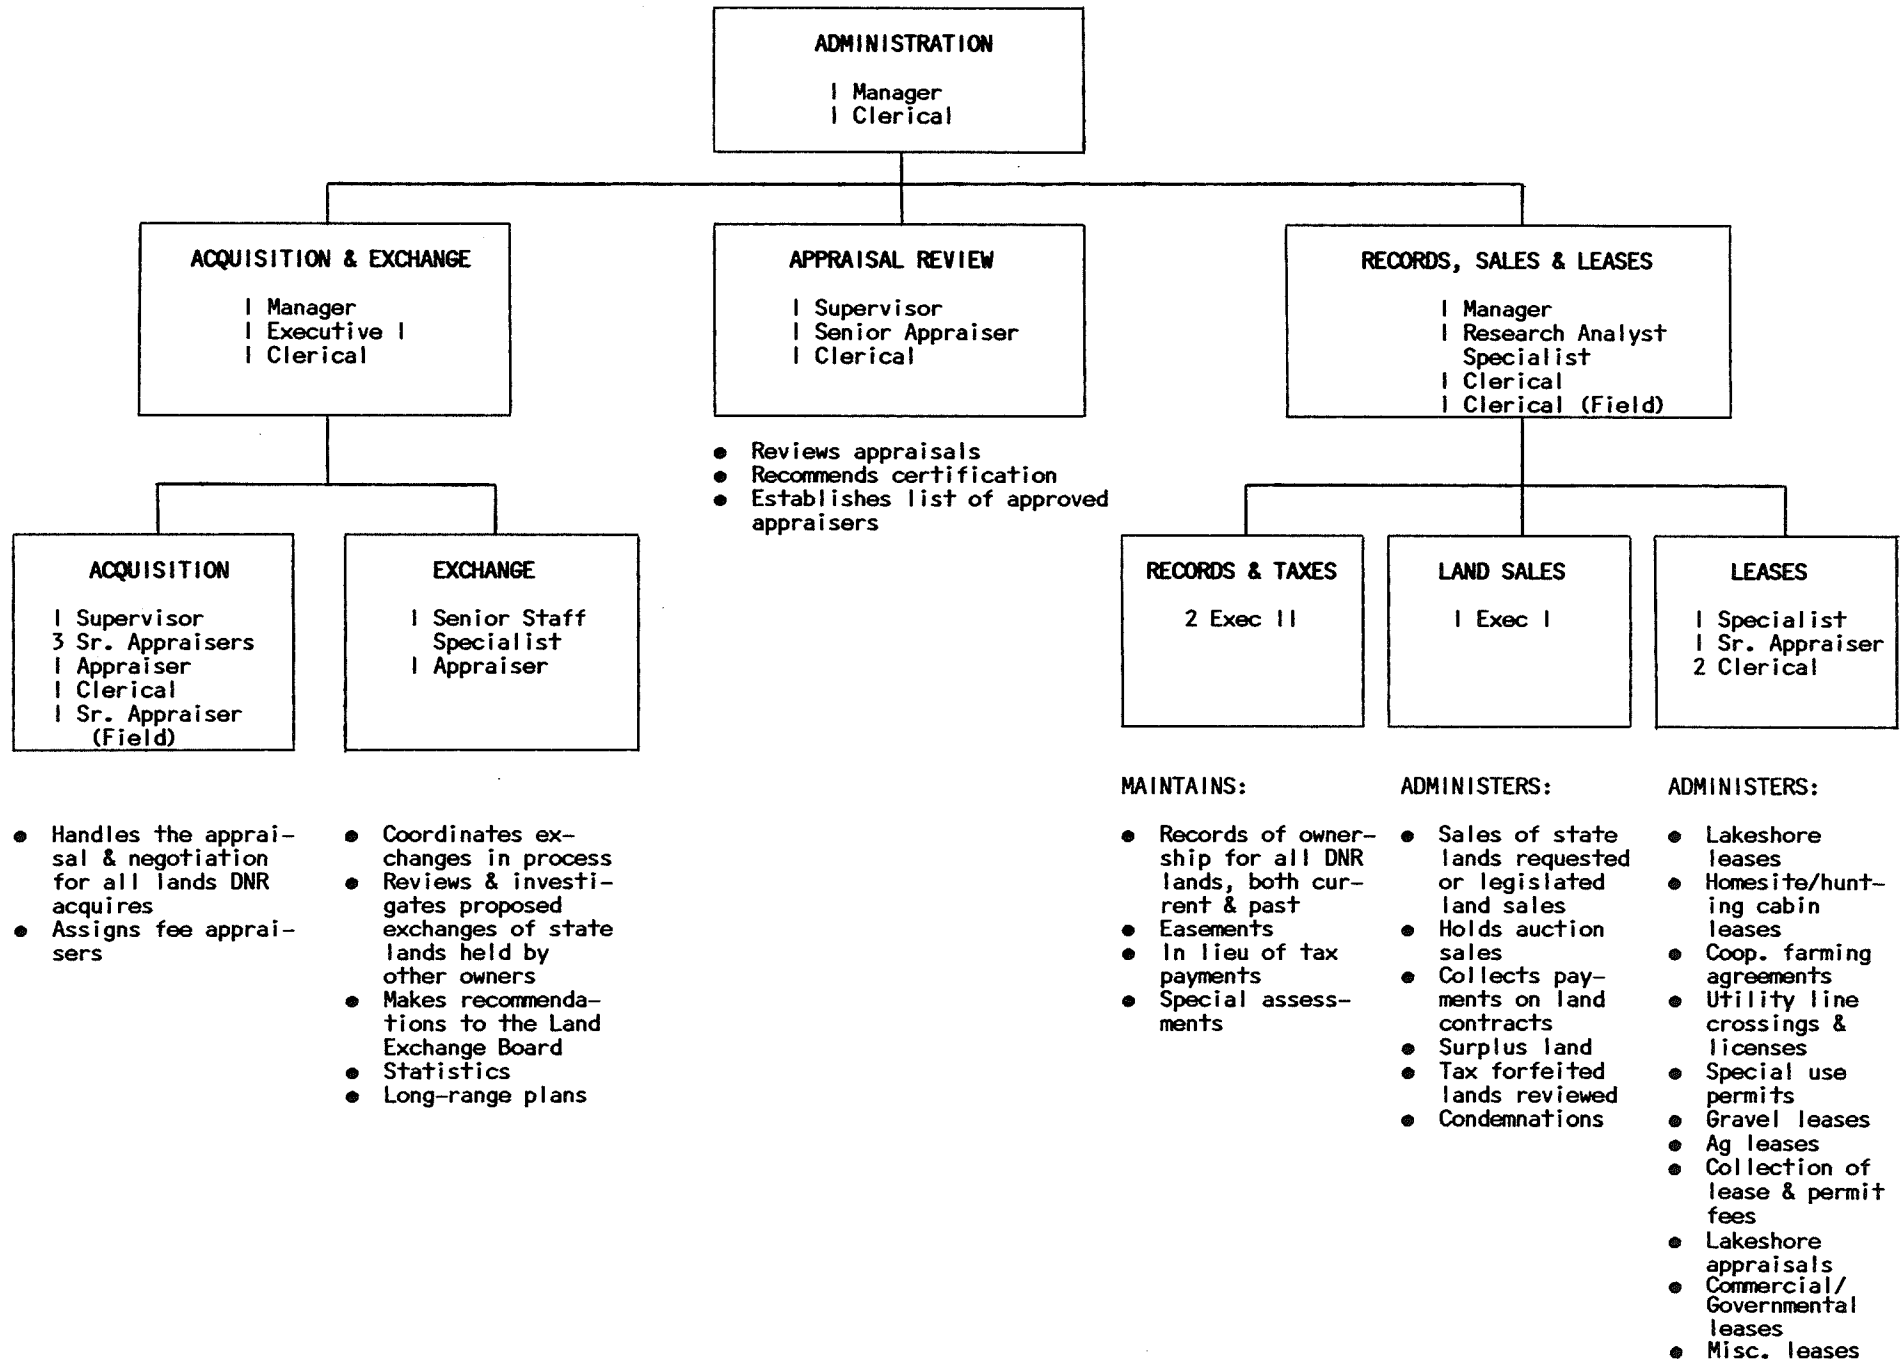 ADMINISTRATION
1 Manager
1 Clerical
ACQUISITION & EXCHANGE
1 Manager
1 Executive I
1 Clerical
APPRAISAL REVIEW
1 Supervisor
1 Senior Appraiser
1 Clerical
RECORDS, SALES & LEASES
1 Manager
1 Research Analyst
Specialist
1 Clerical
1 Clerical (Field)
● Reviews appraisals
● Recommends certification
● Establishes list of approved
appraisers
ACQUISITION
1 Supervisor
3 Sr. Appraisers
1 Appraiser
1 Clerical
1 Sr. Appraiser
(Field)
EXCHANGE
1 Senior Staff
Specialist
1 Appraiser
RECORDS & TAXES
2 Exec II
LAND SALES
1 Exec I
LEASES
1 Specialist
1 Sr. Appraiser
2 Clerical
● Handles the apprai-
sal & negotiation
for all lands DNR
acquires
● Assigns fee apprai-
sers
● Coordinates ex-
changes in process
● Reviews & investi-
gates proposed
exchanges of state
lands held by
other owners
● Makes recommenda-
tions to the Land
Exchange Board
● Statistics
● Long-range plans
MAINTAINS:
● Records of owner-
ship for all DNR
lands, both cur-
rent & past
● Easements
● In lieu of tax
payments
● Special assess-
ments
ADMINISTERS:
● Sales of state
lands requested
or legislated
land sales
● Holds auction
sales
● Collects pay-
ments on land
contracts
● Surplus land
● Tax forfeited
lands reviewed
● Condemnations
ADMINISTERS:
● Lakeshore
leases
● Homesite/hunt-
ing cabin
leases
● Coop. farming
agreements
● Utility line
crossings &
licenses
● Special use
permits
● Gravel leases
● Ag leases
● Collection of
lease & permit
fees
● Lakeshore
appraisals
● Commercial/
Governmental
leases
● Misc. leases